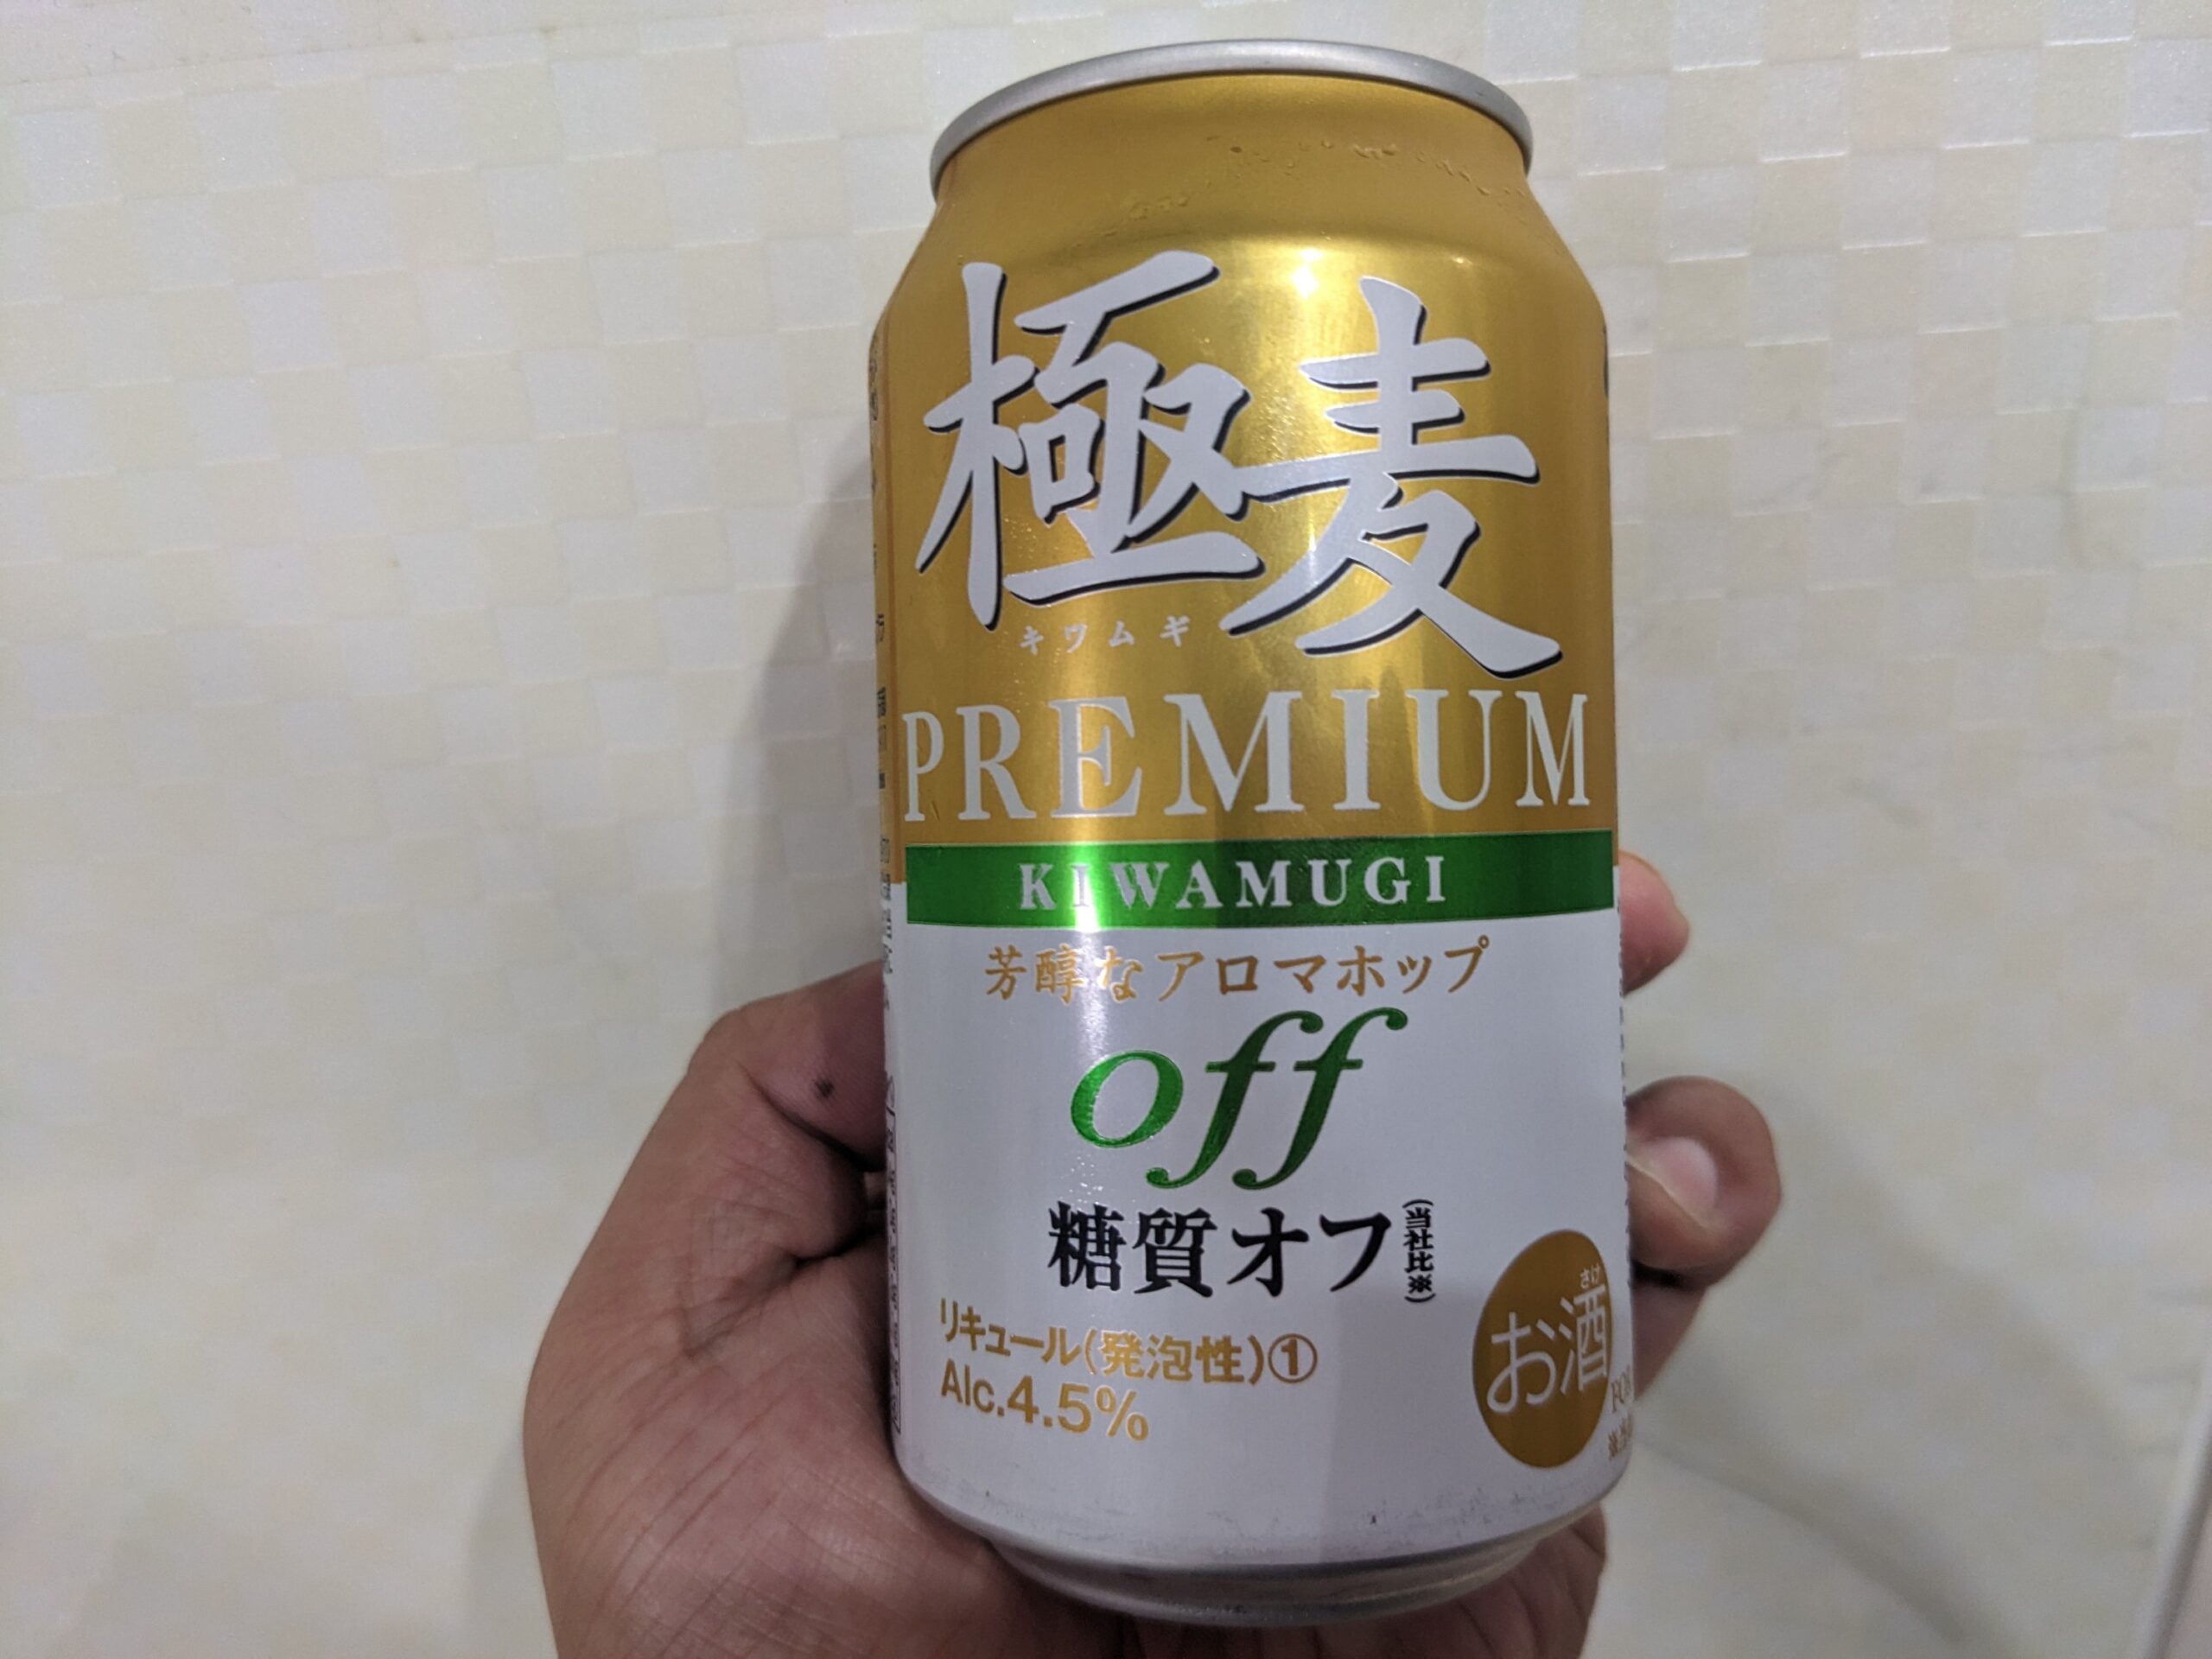 極麦
キワムギ
PREMIUM
KIWAMUGI
芳醇なアロマホップ
off
糖質オフ(当社比※)
リキュール(発泡性)①
Alc.4.5%
さけ
お酒